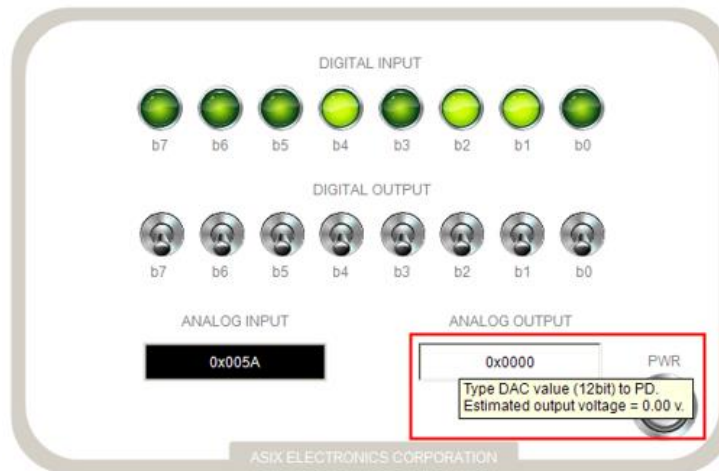 DIGITAL INPUT
b7 b6 b5 b4 b3 b2 b1 b0
DIGITAL OUTPUT
b7 b6 b5 b4 b3 b2 b1 b0
ANALOG INPUT ANALOG OUTPUT
0x005A 0x0000 PWR
Type DAC value (12bit) to PD.
Estimated output voltage = 0.00 v.
ASIX ELECTRONICS CORPORATION